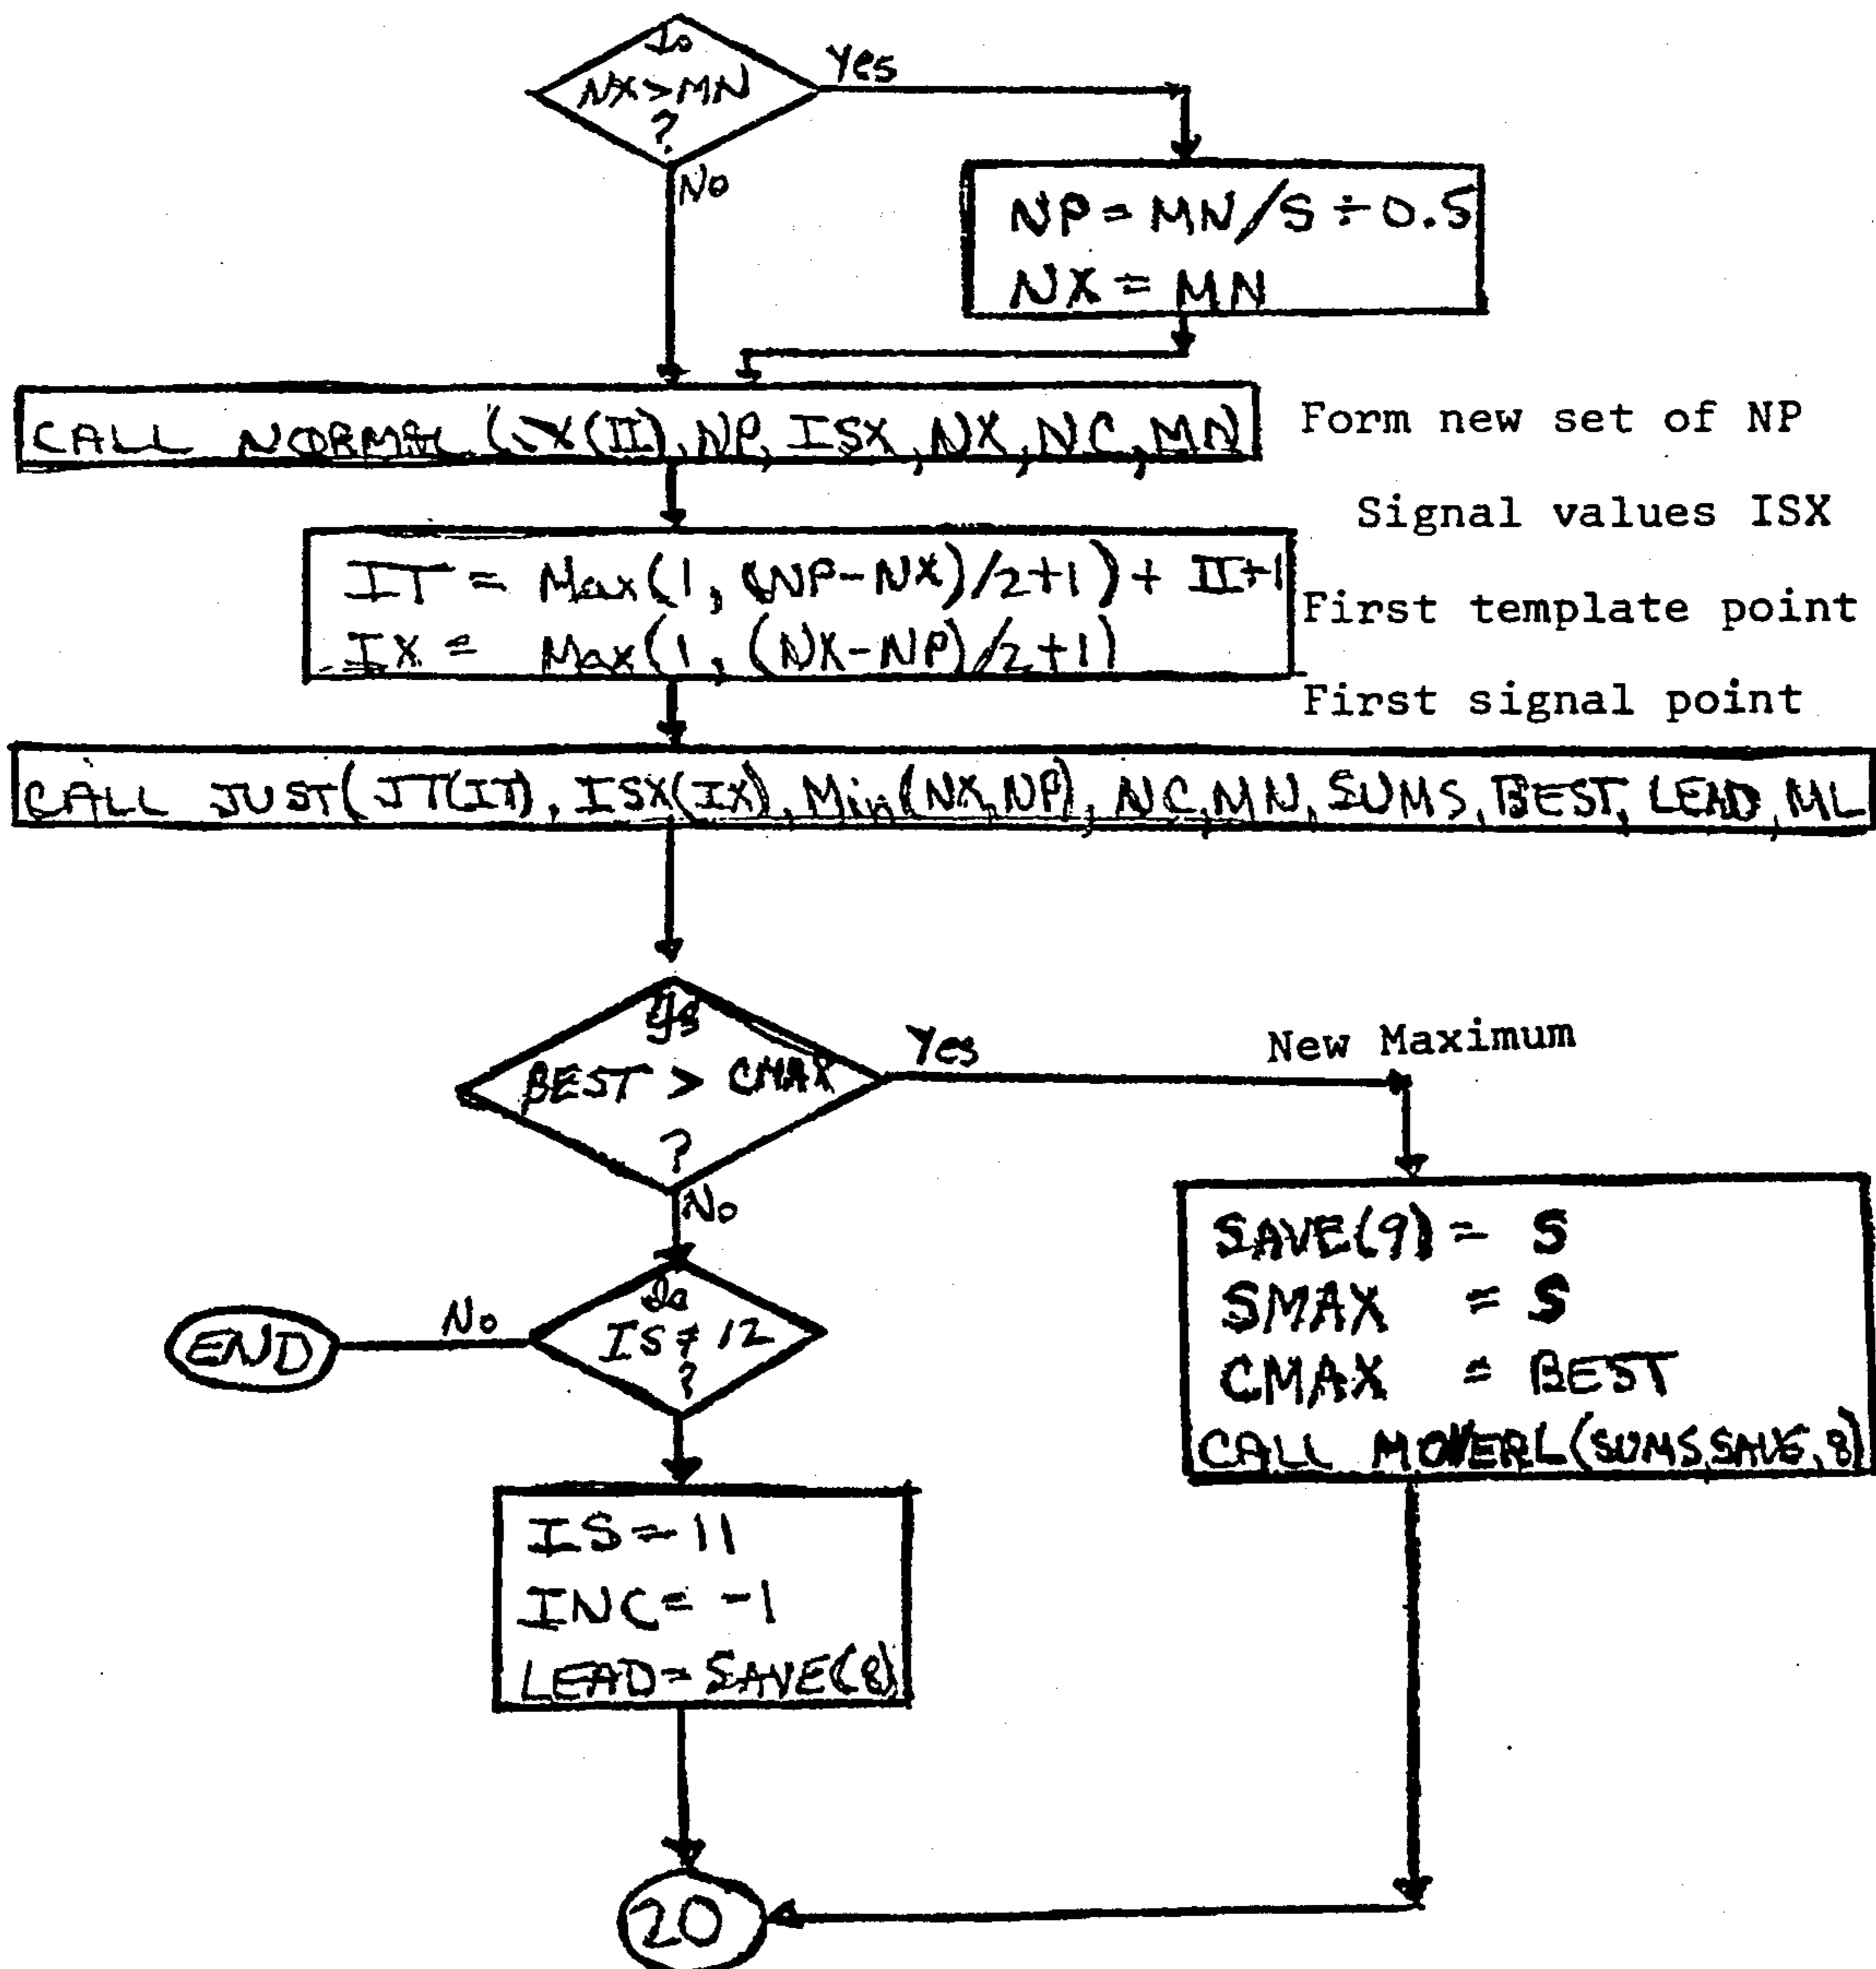 Is
NX>MN
?
Yes
No
NP = MN/S + 0.5
NX = MN
CALL NORMAL (JX(II), NP, ISX, NX, NC, MN)
Form new set of NP
Signal values ISX
IT = Max(1, (NP-NX)/2+1) + II+1
IX = Max(1, (NX-NP)/2+1)
First template point
First signal point
CALL JUST(JT(IT), ISX(IX), Min(NX,NP), NC, MN, SUMS, BEST, LEAD, ML
BEST > CMAX
?
Yes
New Maximum
No
SAVE(9) = S
SMAX = S
CMAX = BEST
CALL MOVERL(SUMS,SAVE,8)
Is
IS ≠ 12
?
No
END
IS = 11
INC = -1
LEAD = SAVE(8)
20